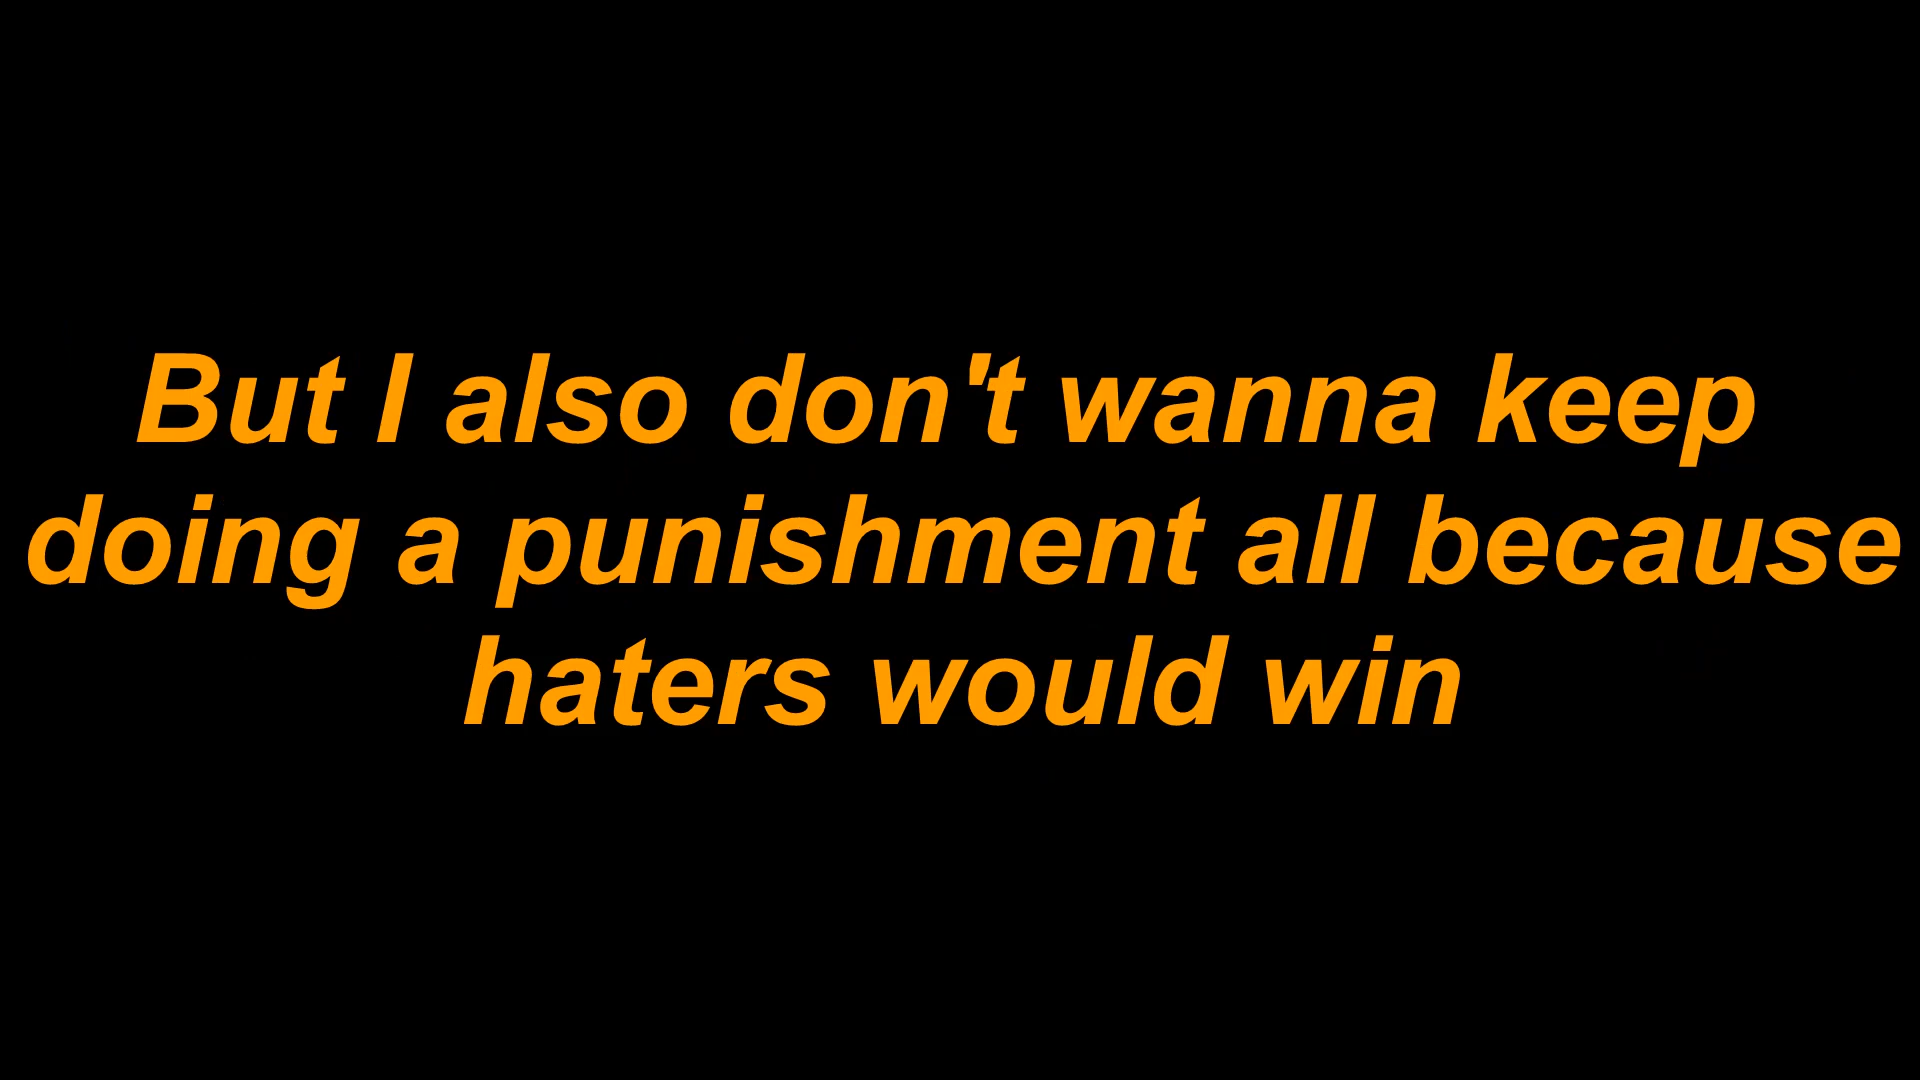 But I also don't wanna keep
doing a punishment all because
haters would win